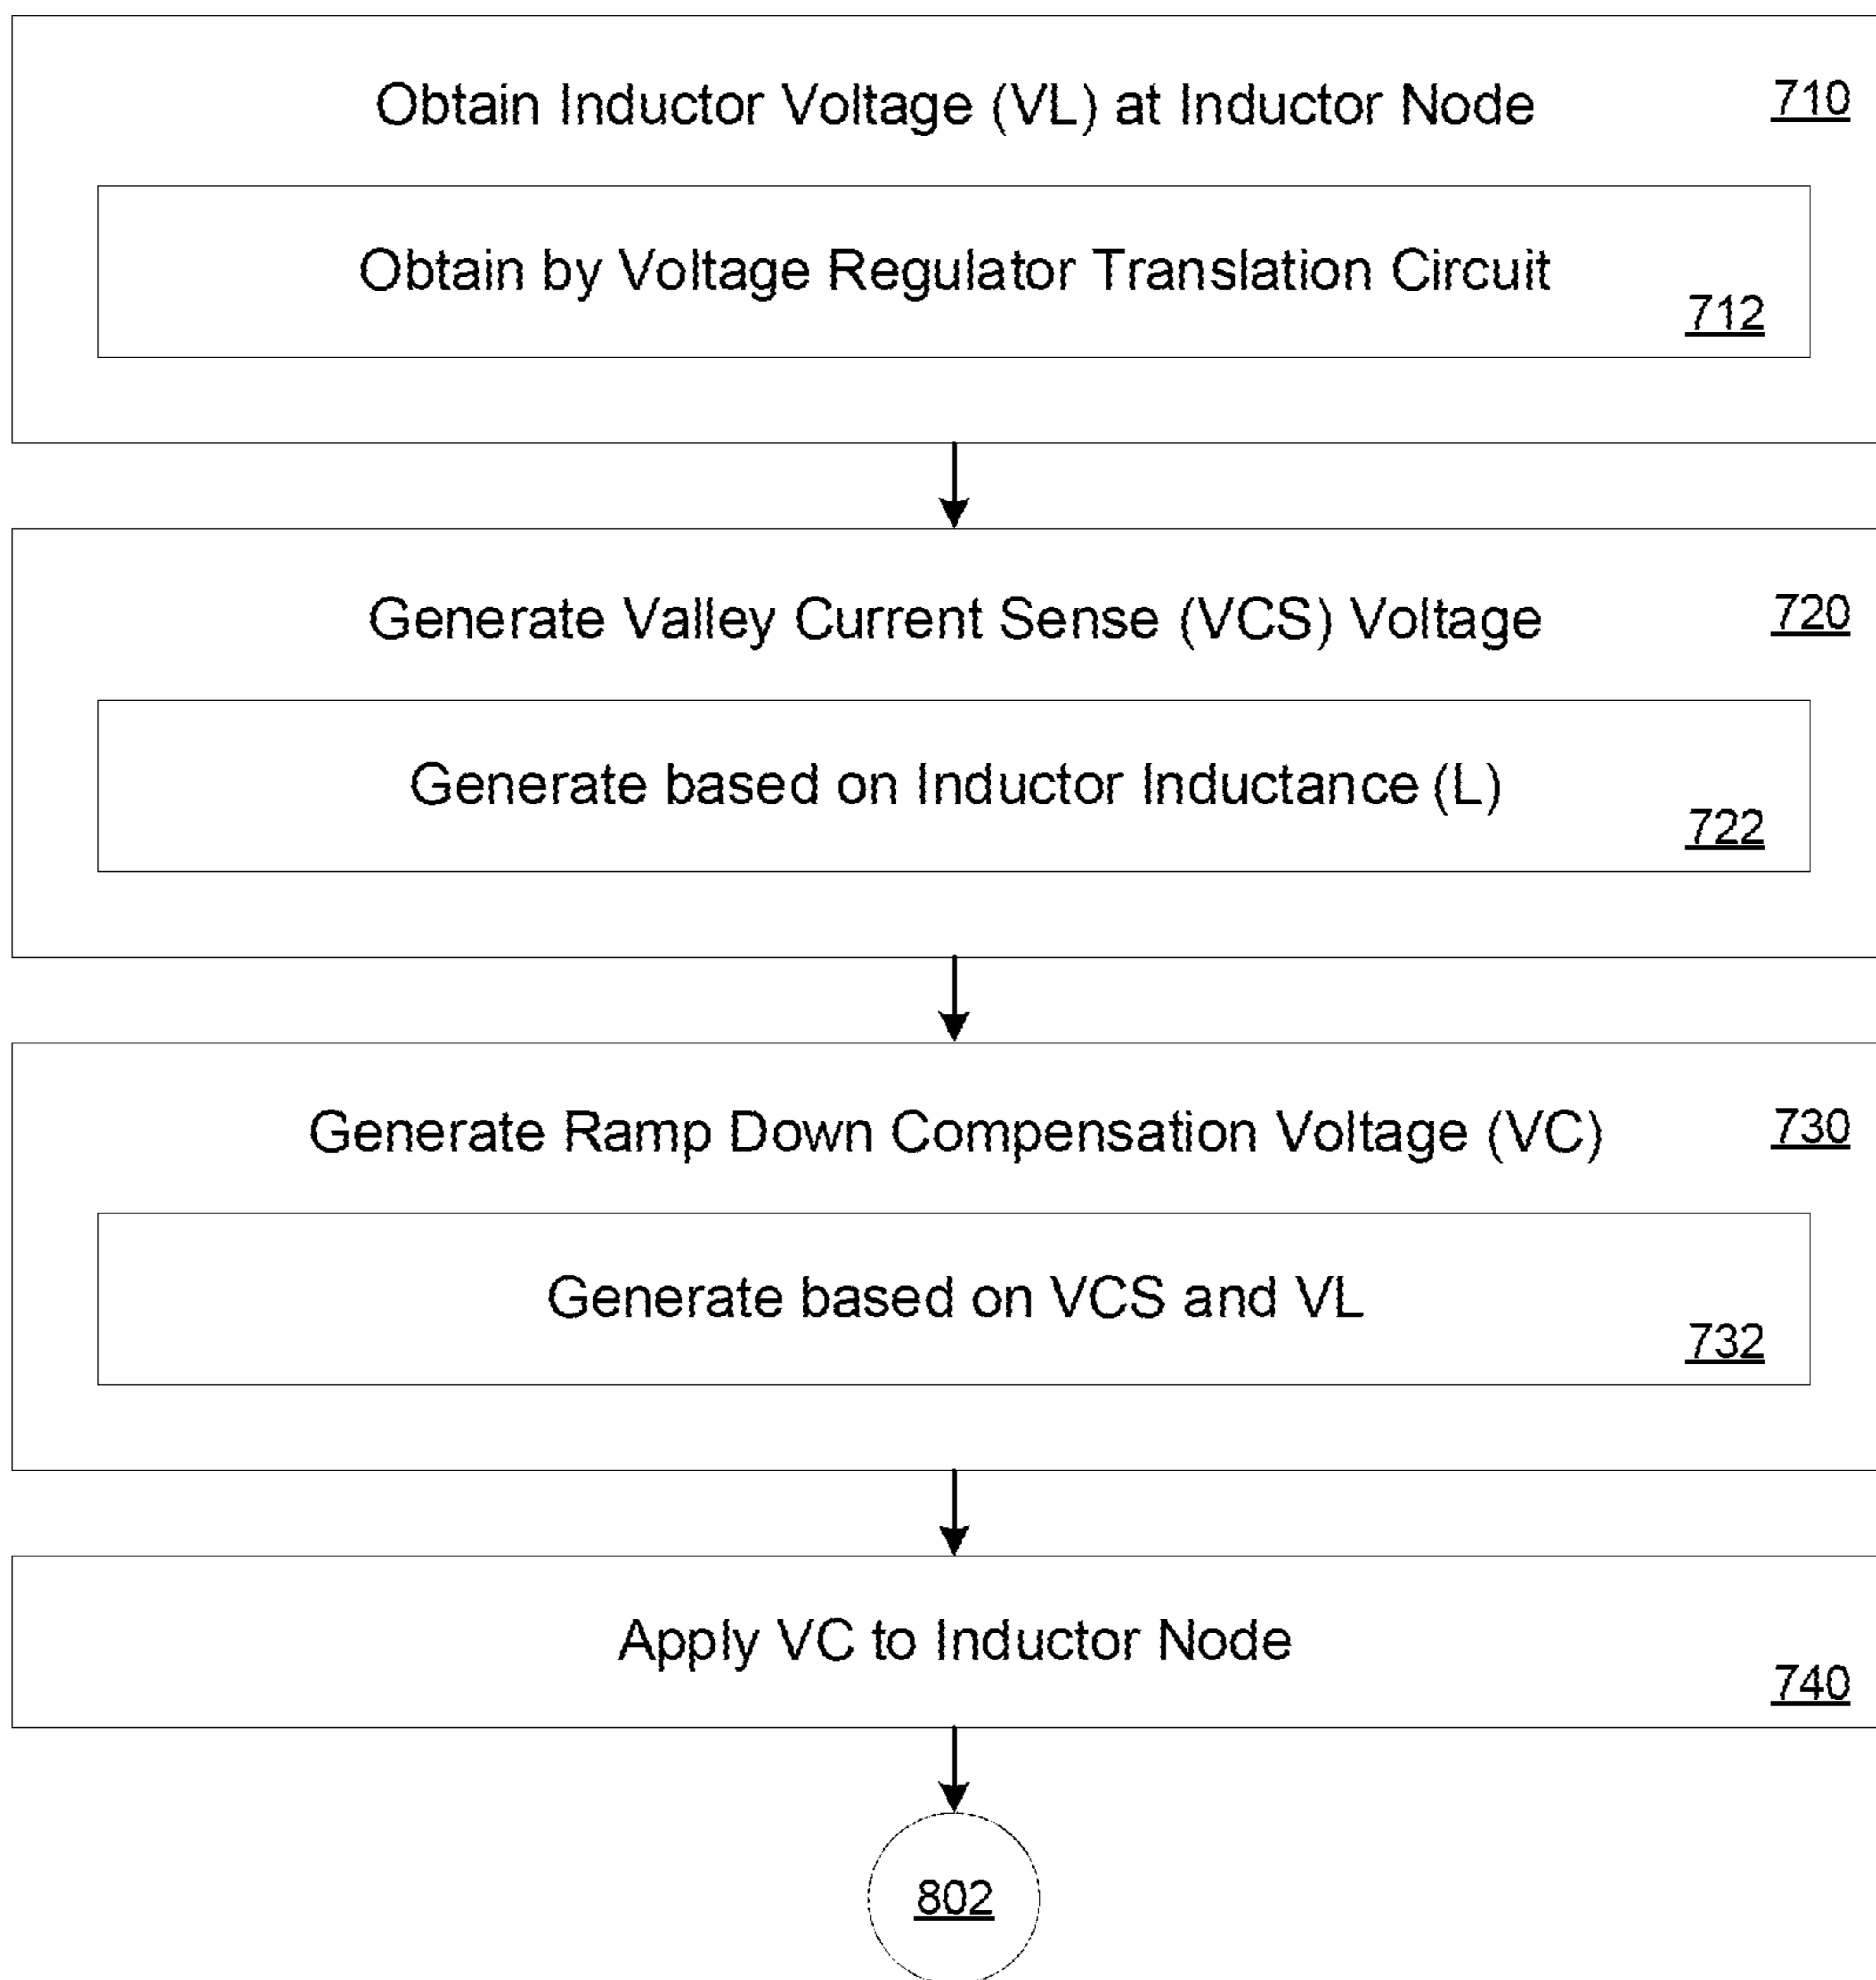 Obtain Inductor Voltage (VL) at Inductor Node 710
Obtain by Voltage Regulator Translation Circuit
712
Generate Valley Current Sense (VCS) Voltage 720
Generate based on Inductor Inductance (L)
722
Generate Ramp Down Compensation Voltage (VC) 730
Generate based on VCS and VL
732
Apply VC to Inductor Node
740
802